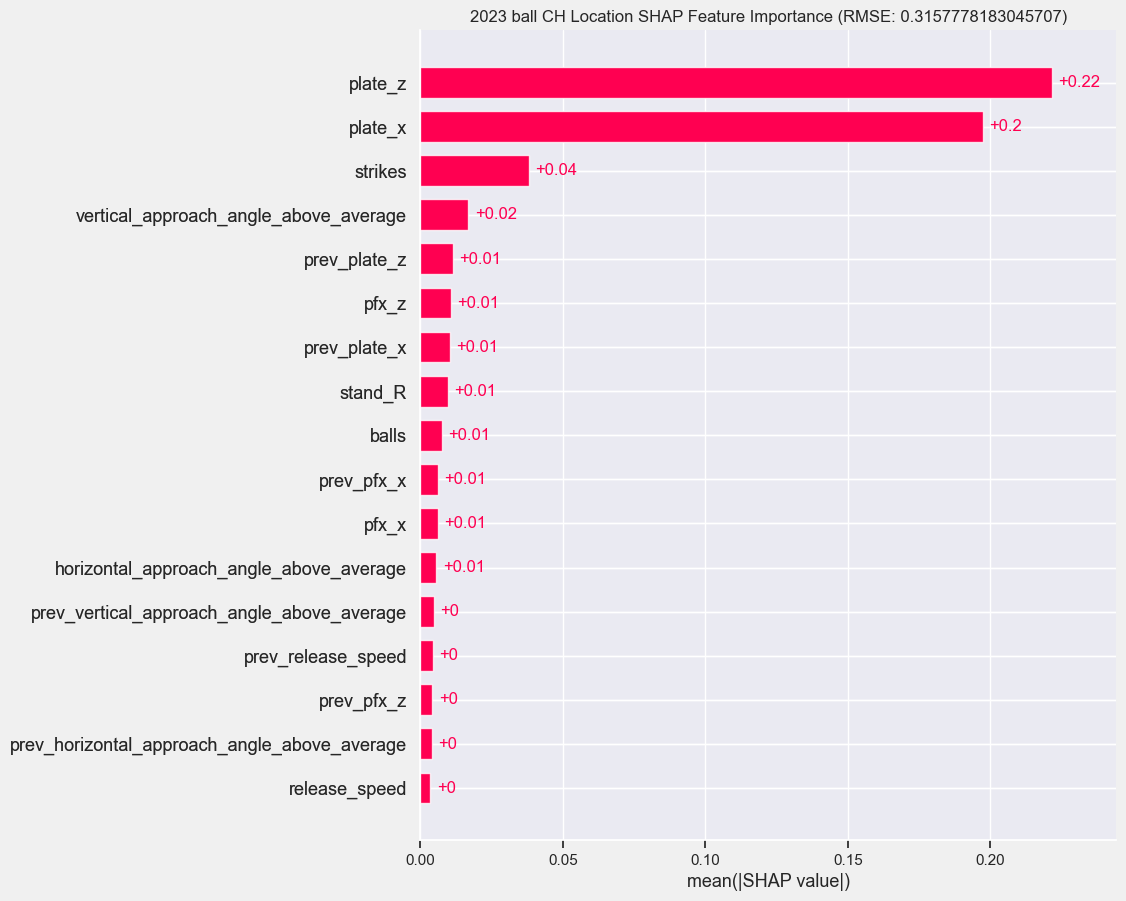 2023 ball CH Location SHAP Feature Importance (RMSE: 0.3157778183045707)
plate_z +0.22
plate_x +0.2
strikes +0.04
vertical_approach_angle_above_average +0.02
prev_plate_z +0.01
pfx_z +0.01
prev_plate_x +0.01
stand_R +0.01
balls +0.01
prev_pfx_x +0.01
pfx_x +0.01
horizontal_approach_angle_above_average +0.01
prev_vertical_approach_angle_above_average +0
prev_release_speed +0
prev_pfx_z +0
prev_horizontal_approach_angle_above_average +0
release_speed +0
0.00 0.05 0.10 0.15 0.20
mean(|SHAP value|)